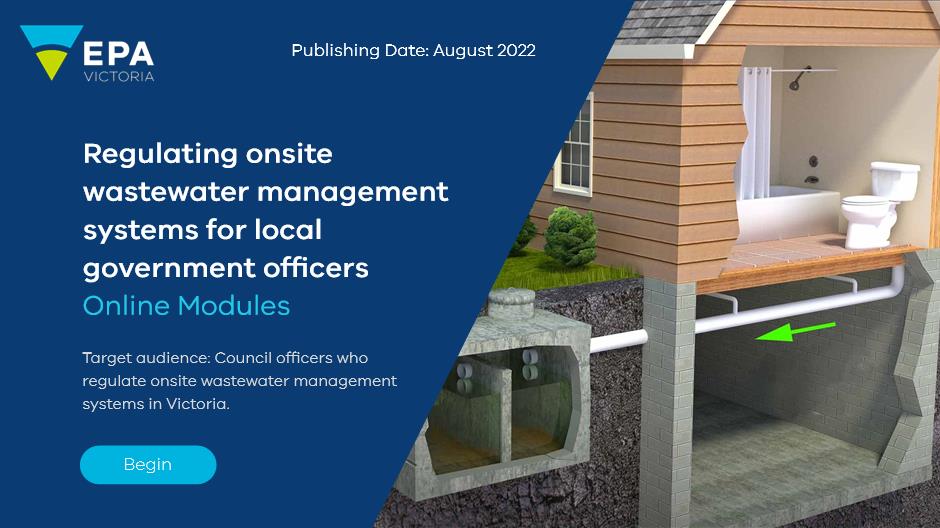 EPA
VICTORIA
Publishing Date: August 2022
Regulating onsite
wastewater management
systems for local
government officers
Online Modules
Target audience: Council officers who
regulate onsite wastewater management
systems in Victoria.
Begin